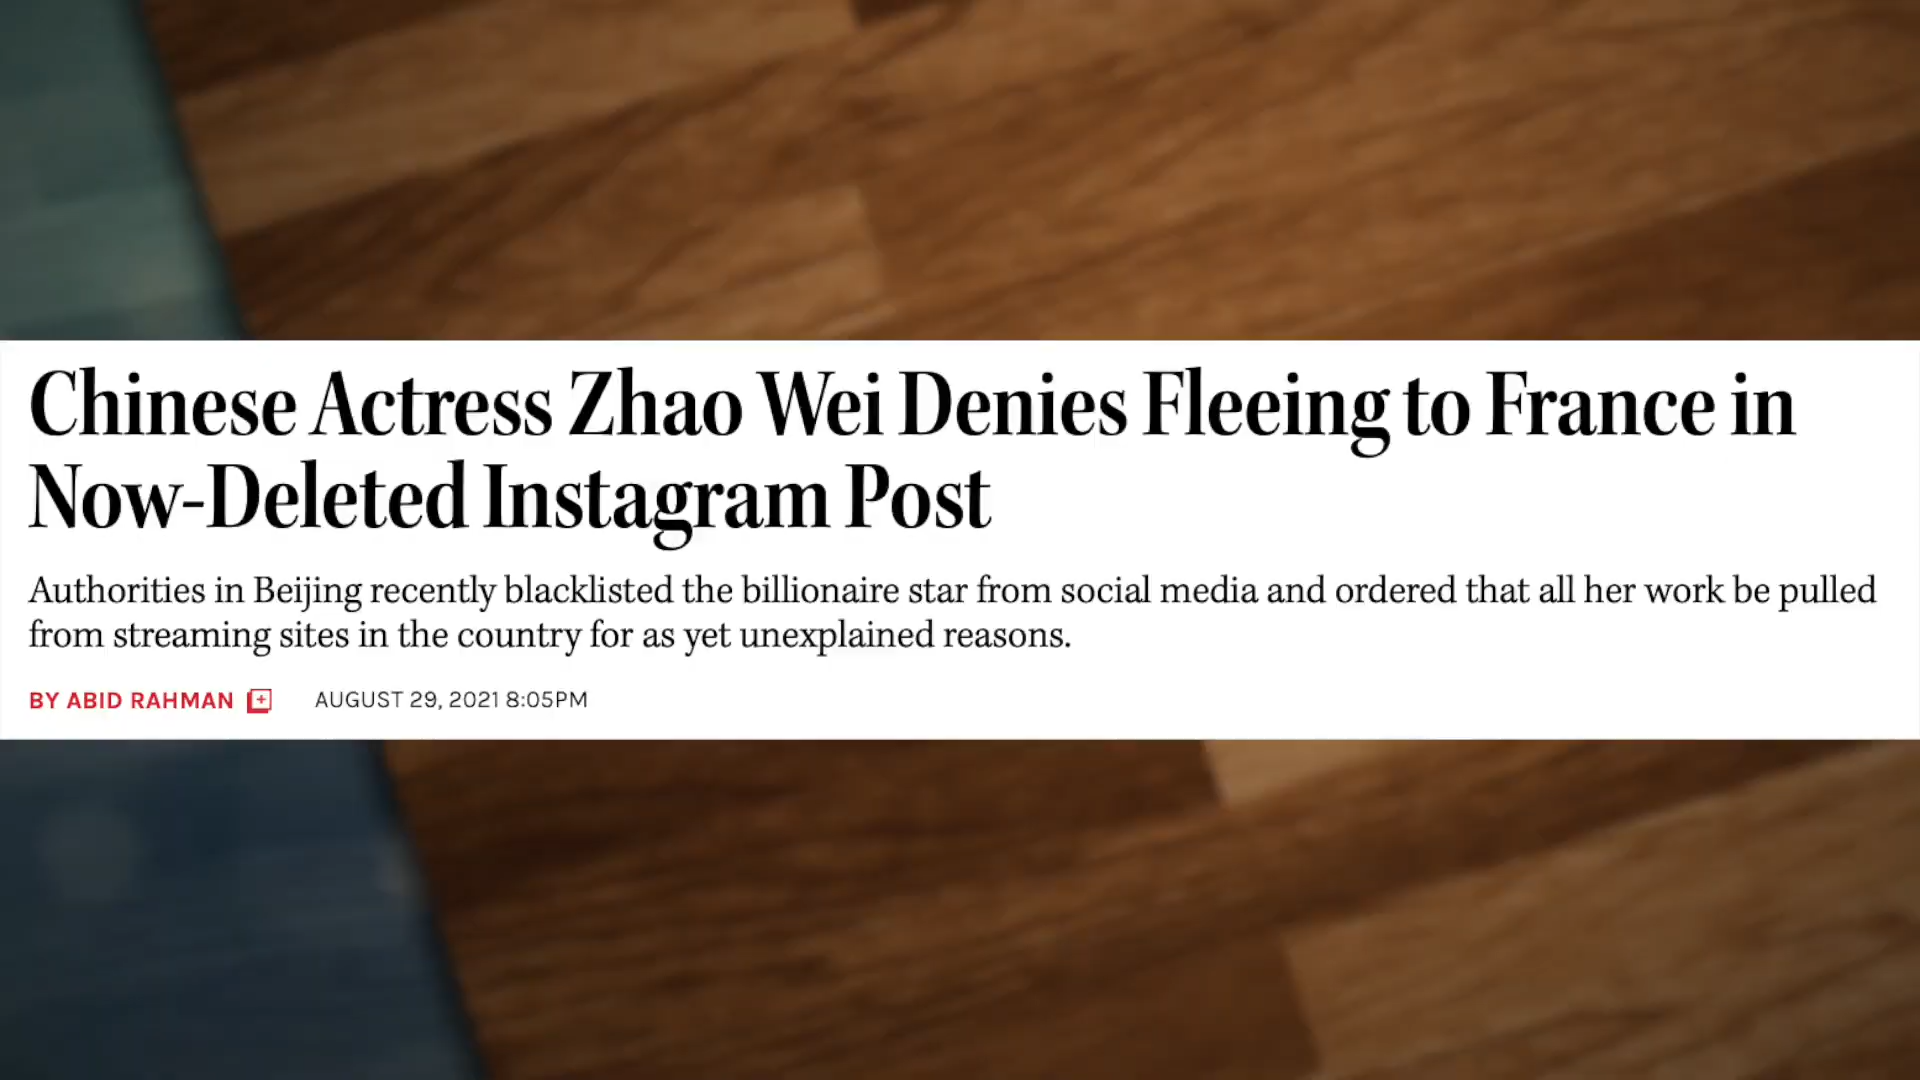 Chinese Actress Zhao Wei Denies Fleeing to France in
Now-Deleted Instagram Post
Authorities in Beijing recently blacklisted the billionaire star from social media and ordered that all her work be pulled
from streaming sites in the country for as yet unexplained reasons.
BY ABID RAHMAN AUGUST 29, 2021 8:05PM